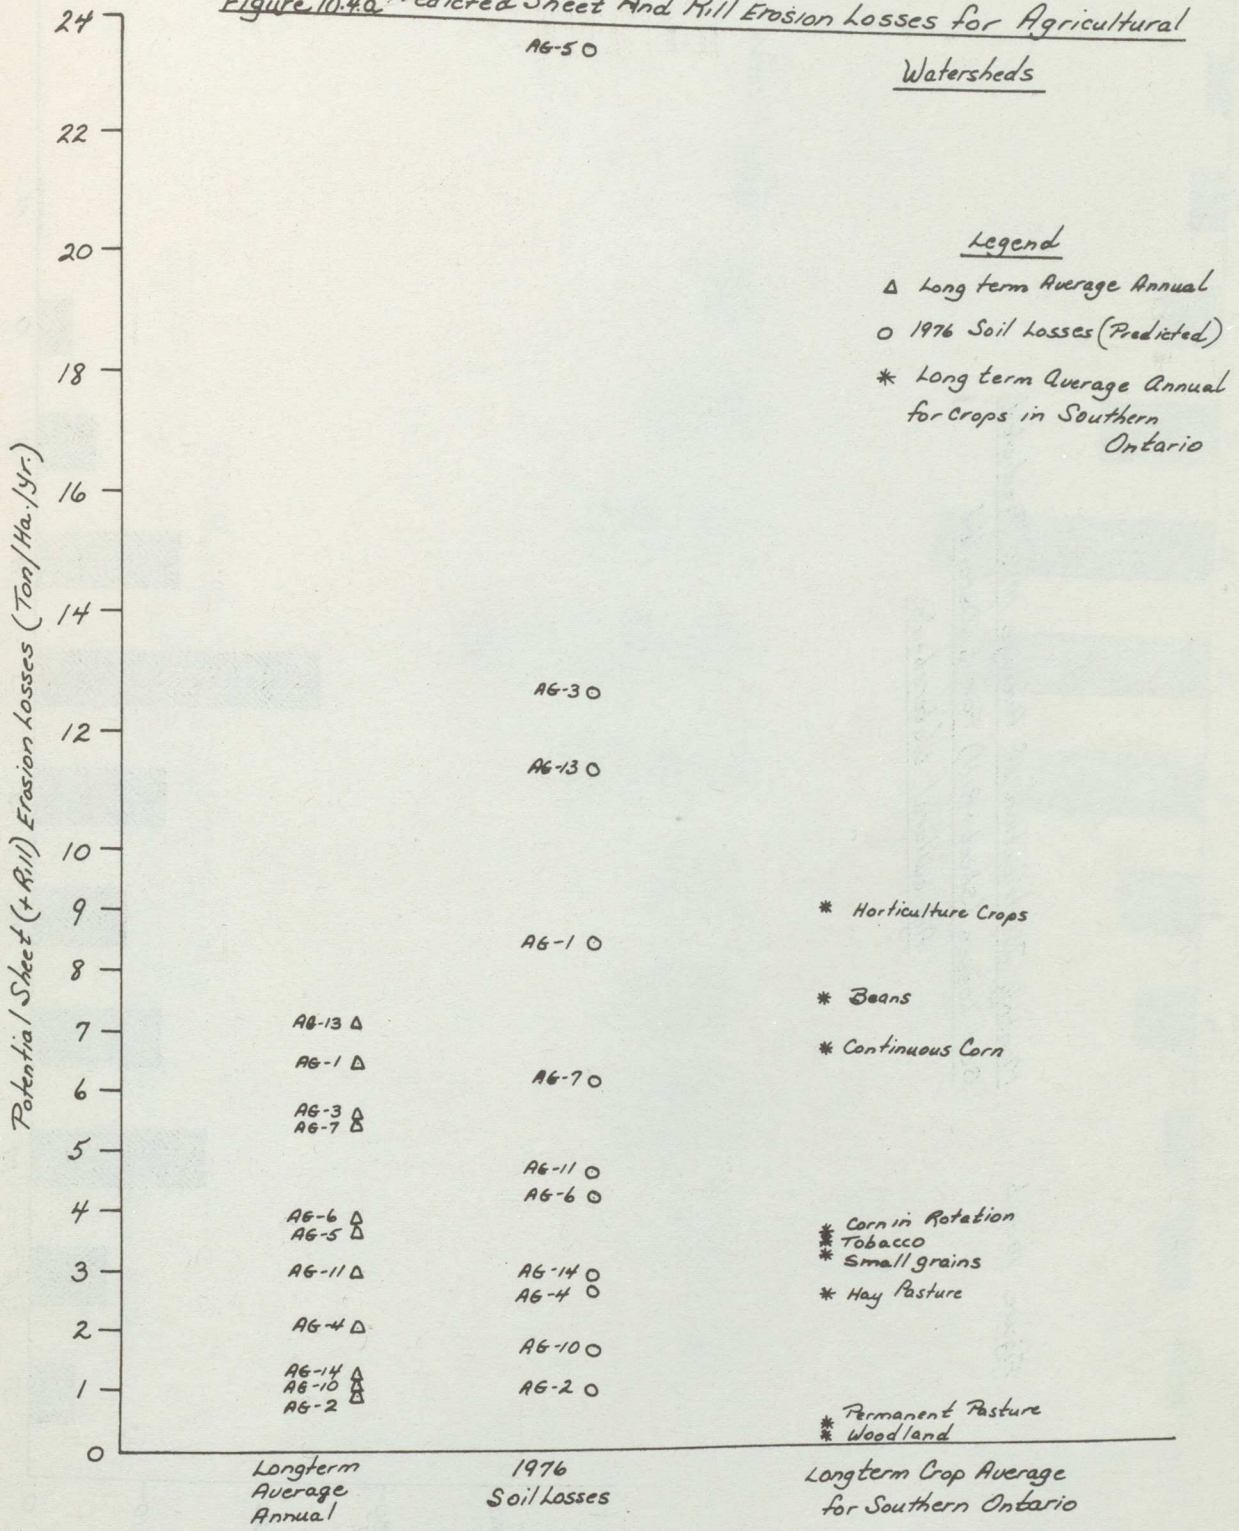 Figure 10.4.a Predicted Sheet And Rill Erosion Losses for Agricultural
Watersheds
24
22
20
18
16
14
12
10
9
8
7
6
5
4
3
2
1
0
Potential Sheet (+Rill) Erosion Losses (Ton/Ha./yr.)
Legend
△ Long term Average Annual
○ 1976 Soil Losses (Predicted)
* Long term Average Annual
for crops in Southern
Ontario
AG-13 △
AG-1 △
AG-3 △
AG-7 △
AG-6 △
AG-5 △
AG-11 △
AG-4 △
AG-14 △
AG-10 △
AG-2 △
AG-5 ○
AG-3 ○
AG-13 ○
AG-1 ○
AG-7 ○
AG-11 ○
AG-6 ○
AG-14 ○
AG-4 ○
AG-10 ○
AG-2 ○
* Horticulture Crops
* Beans
* Continuous Corn
* Corn in Rotation
* Tobacco
* Small grains
* Hay Pasture
* Permanent Pasture
* Woodland
Longterm
Average
Annual
1976
Soil Losses
Longterm Crop Average
for Southern Ontario